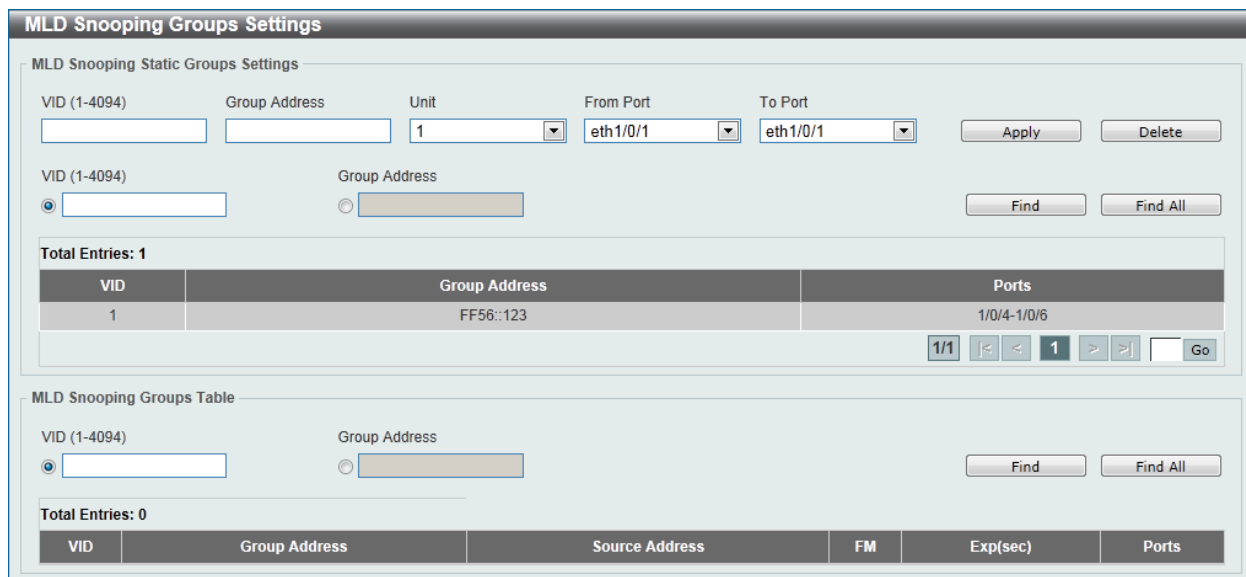 MLD Snooping Groups Settings
MLD Snooping Static Groups Settings
VID (1-4094) Group Address Unit From Port To Port
1 eth1/0/1 eth1/0/1 Apply Delete
VID (1-4094) Group Address
Find Find All
Total Entries: 1
VID Group Address Ports
1 FF56::123 1/0/4-1/0/6
1/1 |< < 1 > >| Go
MLD Snooping Groups Table
VID (1-4094) Group Address
Find Find All
Total Entries: 0
VID Group Address Source Address FM Exp(sec) Ports